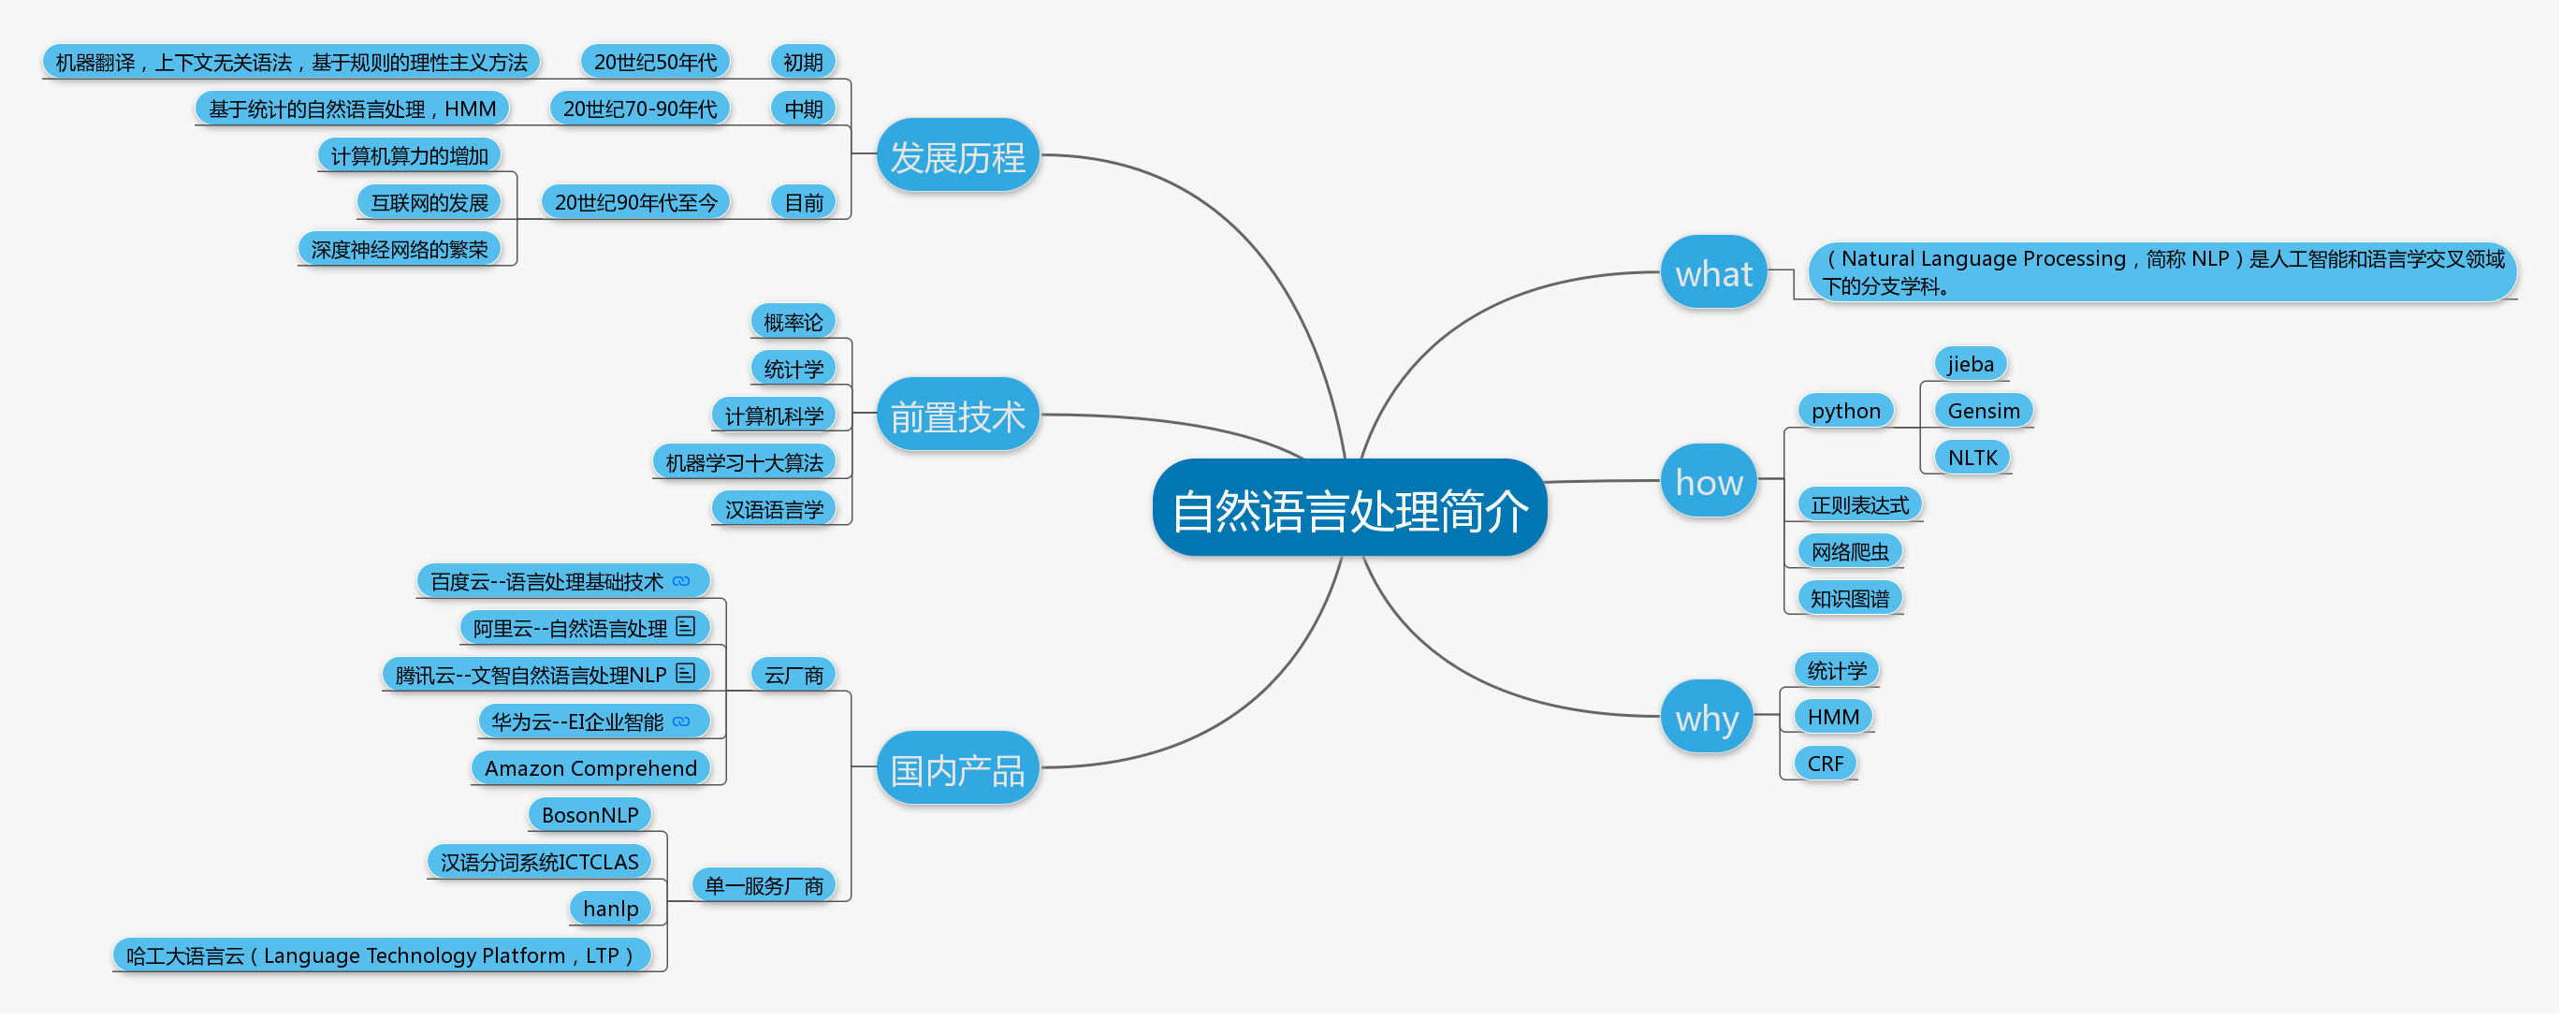 自然语言处理简介
what
（Natural Language Processing，简称 NLP）是人工智能和语言学交叉领域
下的分支学科。
how
python
jieba
Gensim
NLTK
正则表达式
网络爬虫
知识图谱
why
统计学
HMM
CRF
发展历程
初期
20世纪50年代
机器翻译，上下文无关语法，基于规则的理性主义方法
中期
20世纪70-90年代
基于统计的自然语言处理，HMM
目前
20世纪90年代至今
计算机算力的增加
互联网的发展
深度神经网络的繁荣
前置技术
概率论
统计学
计算机科学
机器学习十大算法
汉语语言学
国内产品
云厂商
百度云--语言处理基础技术
阿里云--自然语言处理
腾讯云--文智自然语言处理NLP
华为云--EI企业智能
Amazon Comprehend
单一服务厂商
BosonNLP
汉语分词系统ICTCLAS
hanlp
哈工大语言云（Language Technology Platform，LTP）